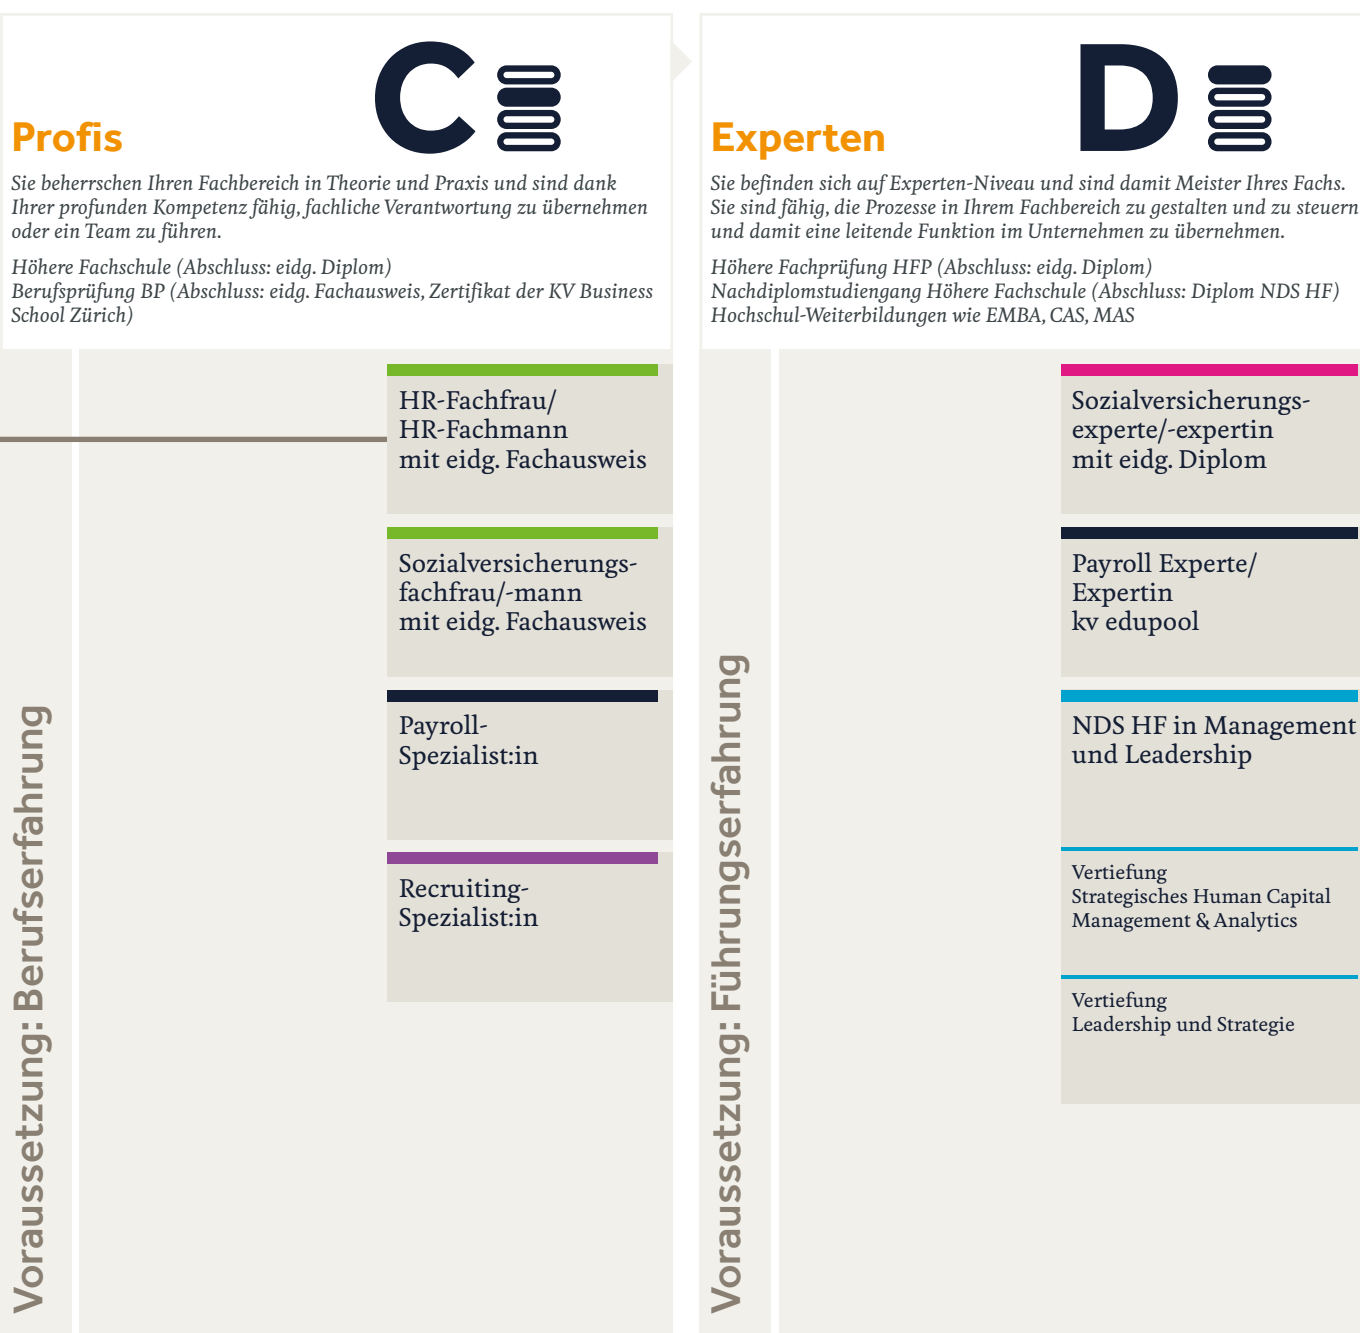 C
Profis
Sie beherrschen Ihren Fachbereich in Theorie und Praxis und sind dank
Ihrer profunden Kompetenz fähig, fachliche Verantwortung zu übernehmen
oder ein Team zu führen.
Höhere Fachschule (Abschluss: eidg. Diplom)
Berufsprüfung BP (Abschluss: eidg. Fachausweis, Zertifikat der KV Business
School Zürich)
Voraussetzung: Berufserfahrung
HR-Fachfrau/
HR-Fachmann
mit eidg. Fachausweis
Sozialversicherungs-
fachfrau/-mann
mit eidg. Fachausweis
Payroll-
Spezialist:in
Recruiting-
Spezialist:in
D
Experten
Sie befinden sich auf Experten-Niveau und sind damit Meister Ihres Fachs.
Sie sind fähig, die Prozesse in Ihrem Fachbereich zu gestalten und zu steuern
und damit eine leitende Funktion im Unternehmen zu übernehmen.
Höhere Fachprüfung HFP (Abschluss: eidg. Diplom)
Nachdiplomstudiengang Höhere Fachschule (Abschluss: Diplom NDS HF)
Hochschul-Weiterbildungen wie EMBA, CAS, MAS
Voraussetzung: Führungserfahrung
Sozialversicherungs-
experte/-expertin
mit eidg. Diplom
Payroll Experte/
Expertin
kv edupool
NDS HF in Management
und Leadership
Vertiefung
Strategisches Human Capital
Management & Analytics
Vertiefung
Leadership und Strategie